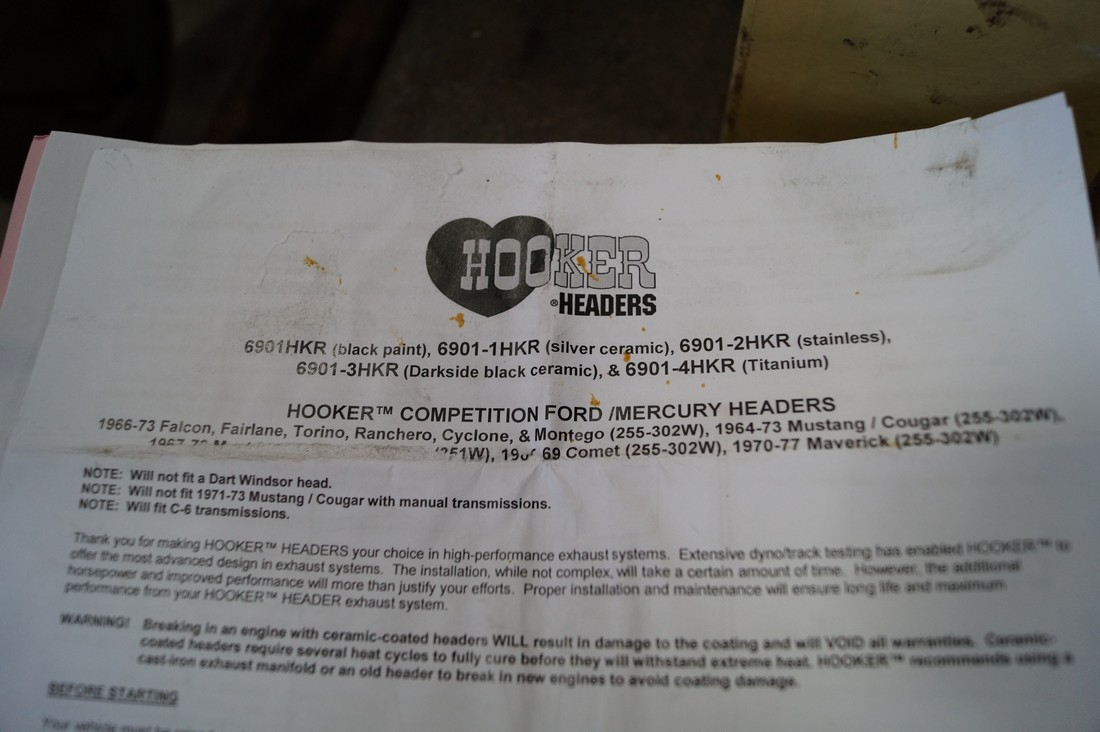 HOOKER
®HEADERS
6901HKR (black paint), 6901-1HKR (silver ceramic), 6901-2HKR (stainless),
6901-3HKR (Darkside black ceramic), & 6901-4HKR (Titanium)
HOOKER™ COMPETITION FORD /MERCURY HEADERS
1966-73 Falcon, Fairlane, Torino, Ranchero, Cyclone, & Montego (255-302W), 1964-73 Mustang / Cougar (255-302W),
69 Comet (255-302W), 1970-77 Maverick (255-302W)
NOTE: Will not fit a Dart Windsor head.
NOTE: Will not fit 1971-73 Mustang / Cougar with manual transmissions.
NOTE: Will fit C-6 transmissions.
Thank you for making HOOKER™ HEADERS your choice in high-performance exhaust systems. Extensive dyno/track testing has enabled HOOKER™ to
offer the most advanced design in exhaust systems. The installation, while not complex, will take a certain amount of time. However, the additional
horsepower and improved performance will more than justify your efforts. Proper installation and maintenance will ensure long life and maximum
performance from your HOOKER™ HEADER exhaust system.
WARNING! Breaking in an engine with ceramic-coated headers WILL result in damage to the coating and will VOID all warranties. Ceramic-
coated headers require several heat cycles to fully cure before they will withstand extreme heat. HOOKER™ recommends using a
cast-iron exhaust manifold or an old header to break in new engines to avoid coating damage.
BEFORE STARTING
Your vehicle must be